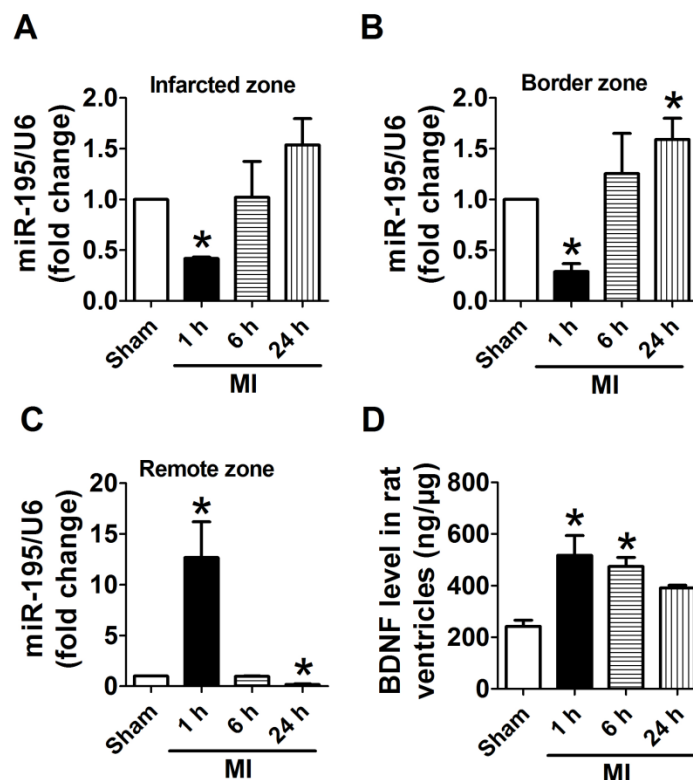 A
Infarcted zone
miR-195/U6
(fold change)
2.0
1.5
1.0
0.5
0.0
*
Sham
1 h
6 h
24 h
MI
B
Border zone
miR-195/U6
(fold change)
2.0
1.5
1.0
0.5
0.0
*
*
Sham
1 h
6 h
24 h
MI
C
Remote zone
miR-195/U6
(fold change)
20
15
10
5
0
*
*
Sham
1 h
6 h
24 h
MI
D
BDNF level in rat
ventricles (ng/µg)
800
600
400
200
0
*
*
Sham
1 h
6 h
24 h
MI